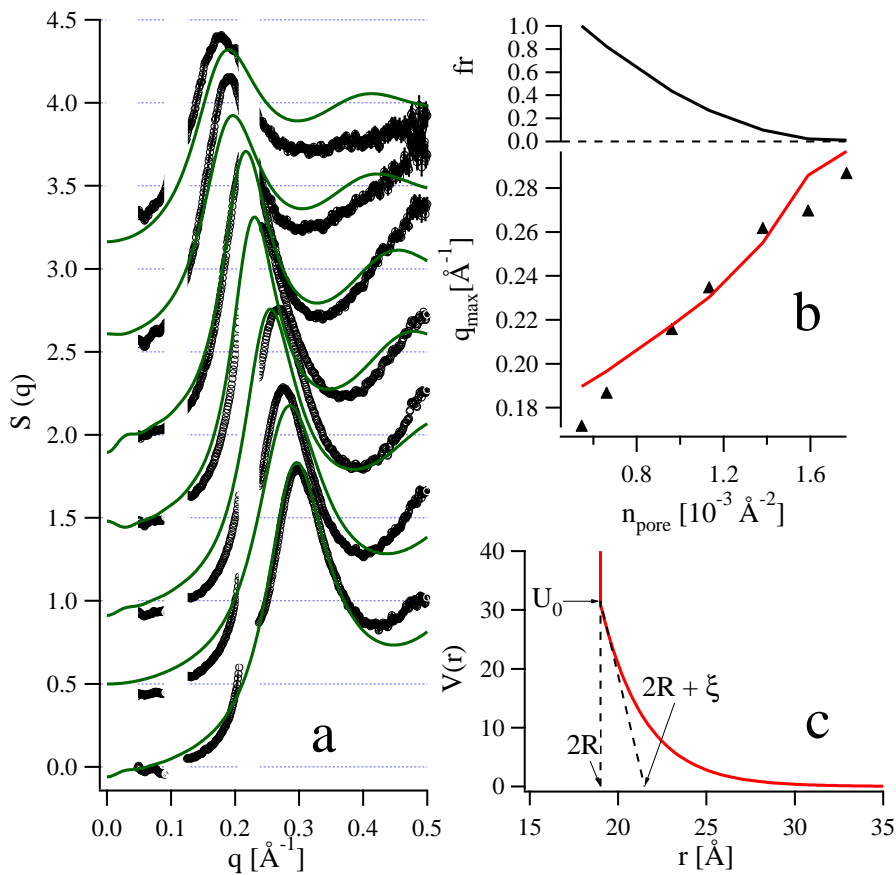 4.5
4.0
3.5
3.0
2.5
2.0
1.5
1.0
0.5
0.0
S (q)
0.0 0.1 0.2 0.3 0.4 0.5
q [Å⁻¹]
a
1.0
0.8
0.6
0.4
0.2
0.0
fr
0.28
0.26
0.24
0.22
0.20
0.18
q_max[Å⁻¹]
b
0.8 1.2 1.6
n_pore [10⁻³ Å⁻²]
40
30
20
10
0
V(r)
U₀
2R + ξ
2R
c
15 20 25 30 35
r [Å]